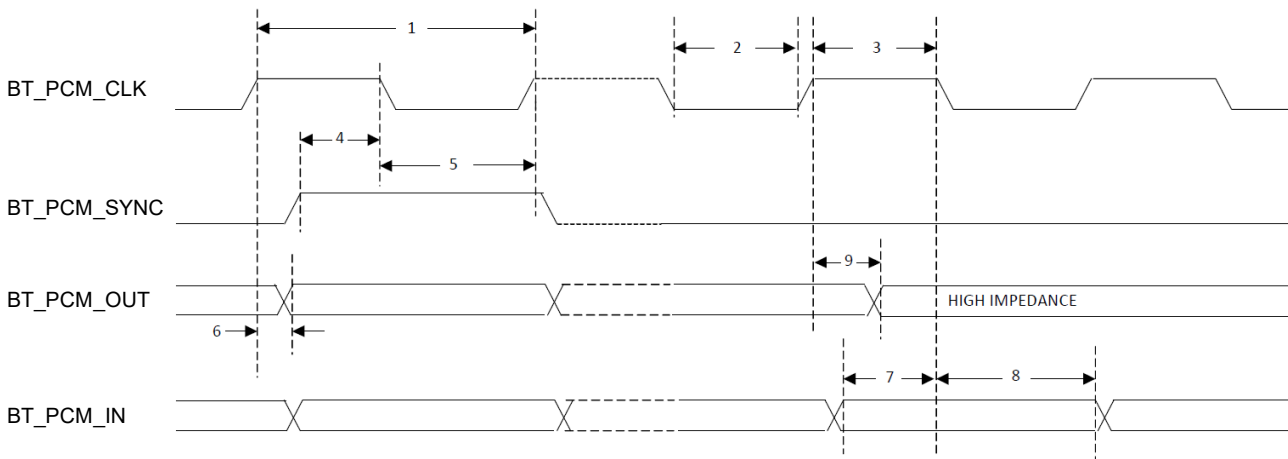 1
2
3
BT_PCM_CLK
4
5
BT_PCM_SYNC
9
BT_PCM_OUT
HIGH IMPEDANCE
6
7
8
BT_PCM_IN